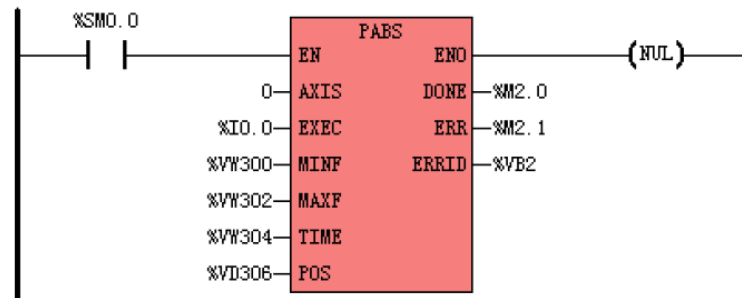 %SM0.0
PABS
EN ENO (NUL)
0 AXIS DONE %M2.0
%I0.0 EXEC ERR %M2.1
%VW300 MINF ERRID %VB2
%VW302 MAXF
%VW304 TIME
%VD306 POS